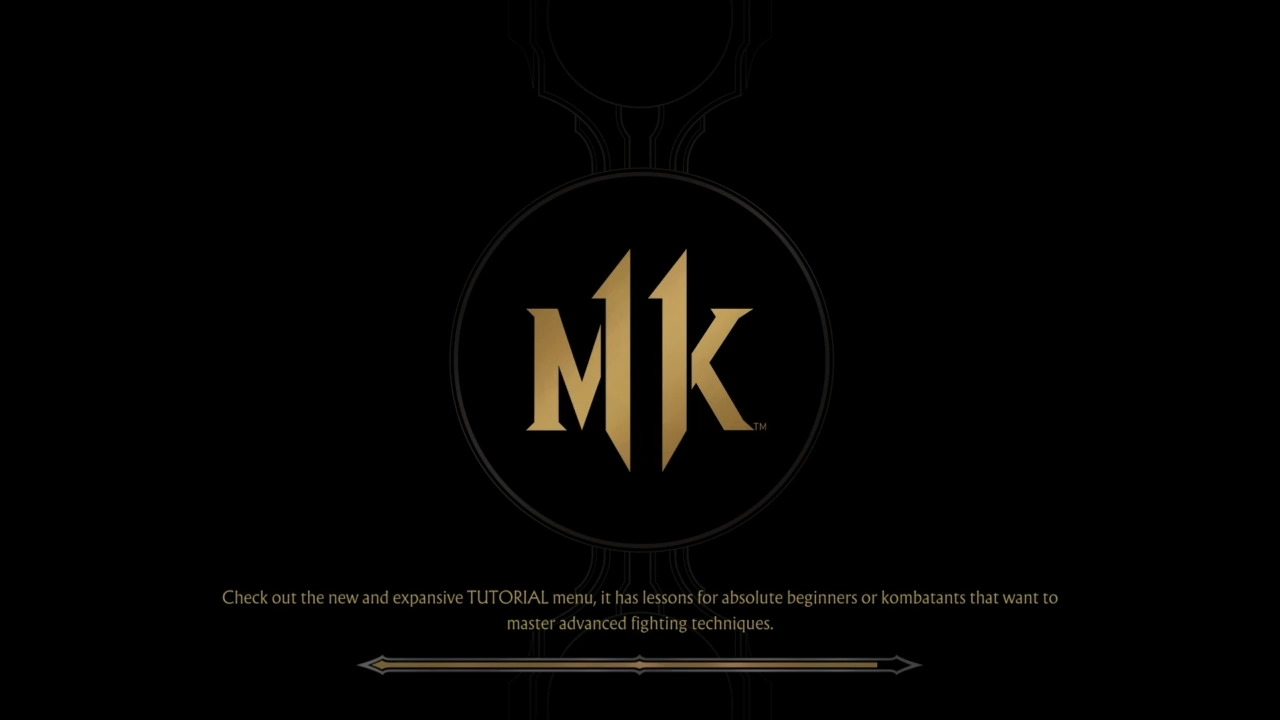 M11K™
Check out the new and expansive TUTORIAL menu, it has lessons for absolute beginners or kombatants that want to
master advanced fighting techniques.